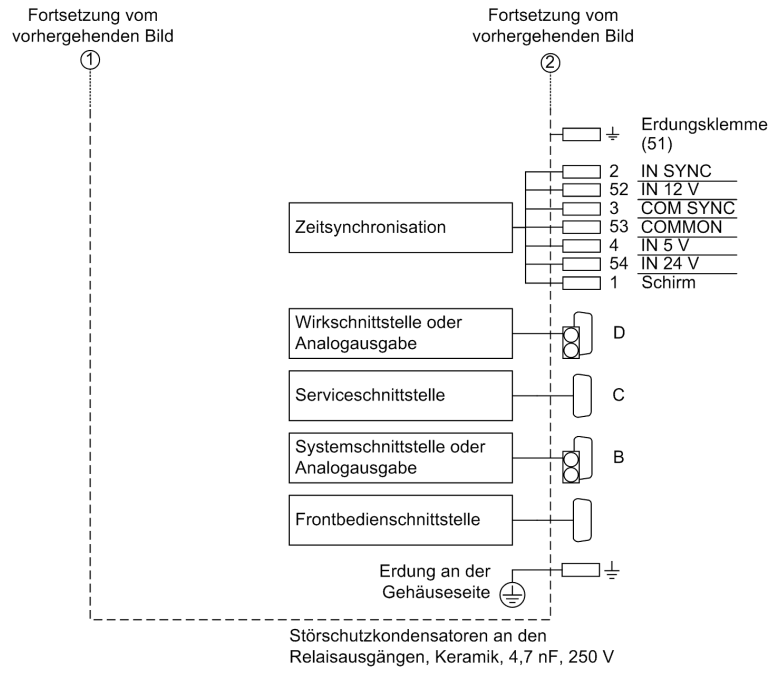 Fortsetzung vom
vorhergehenden Bild
1
Fortsetzung vom
vorhergehenden Bild
2
Erdungsklemme
(51)
Zeitsynchronisation
2 IN SYNC
52 IN 12 V
3 COM SYNC
53 COMMON
4 IN 5 V
54 IN 24 V
1 Schirm
Wirkschnittstelle oder
Analogausgabe
D
Serviceschnittstelle
C
Systemschnittstelle oder
Analogausgabe
B
Frontbedienschnittstelle
Erdung an der
Gehäuseseite
Störschutzkondensatoren an den
Relaisausgängen, Keramik, 4,7 nF, 250 V